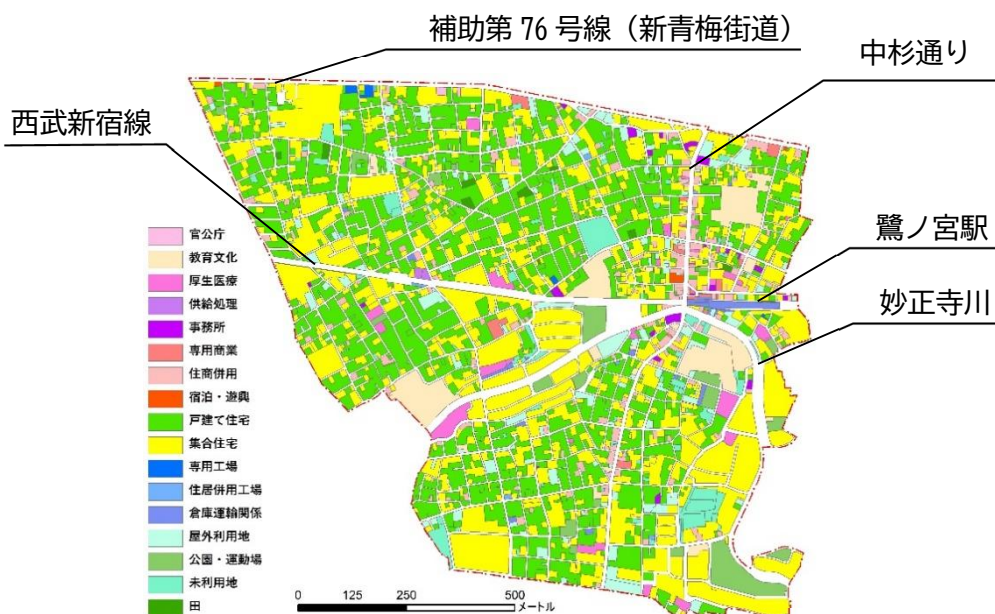 補助第 76 号線（新青梅街道）
中杉通り
西武新宿線
鷺ノ宮駅
妙正寺川
官公庁
教育文化
厚生医療
供給処理
事務所
専用商業
住商併用
宿泊・遊興
戸建て住宅
集合住宅
専用工場
住居併用工場
倉庫運輸関係
屋外利用地
公園・運動場
未利用地
田
0 125 250 500
メートル